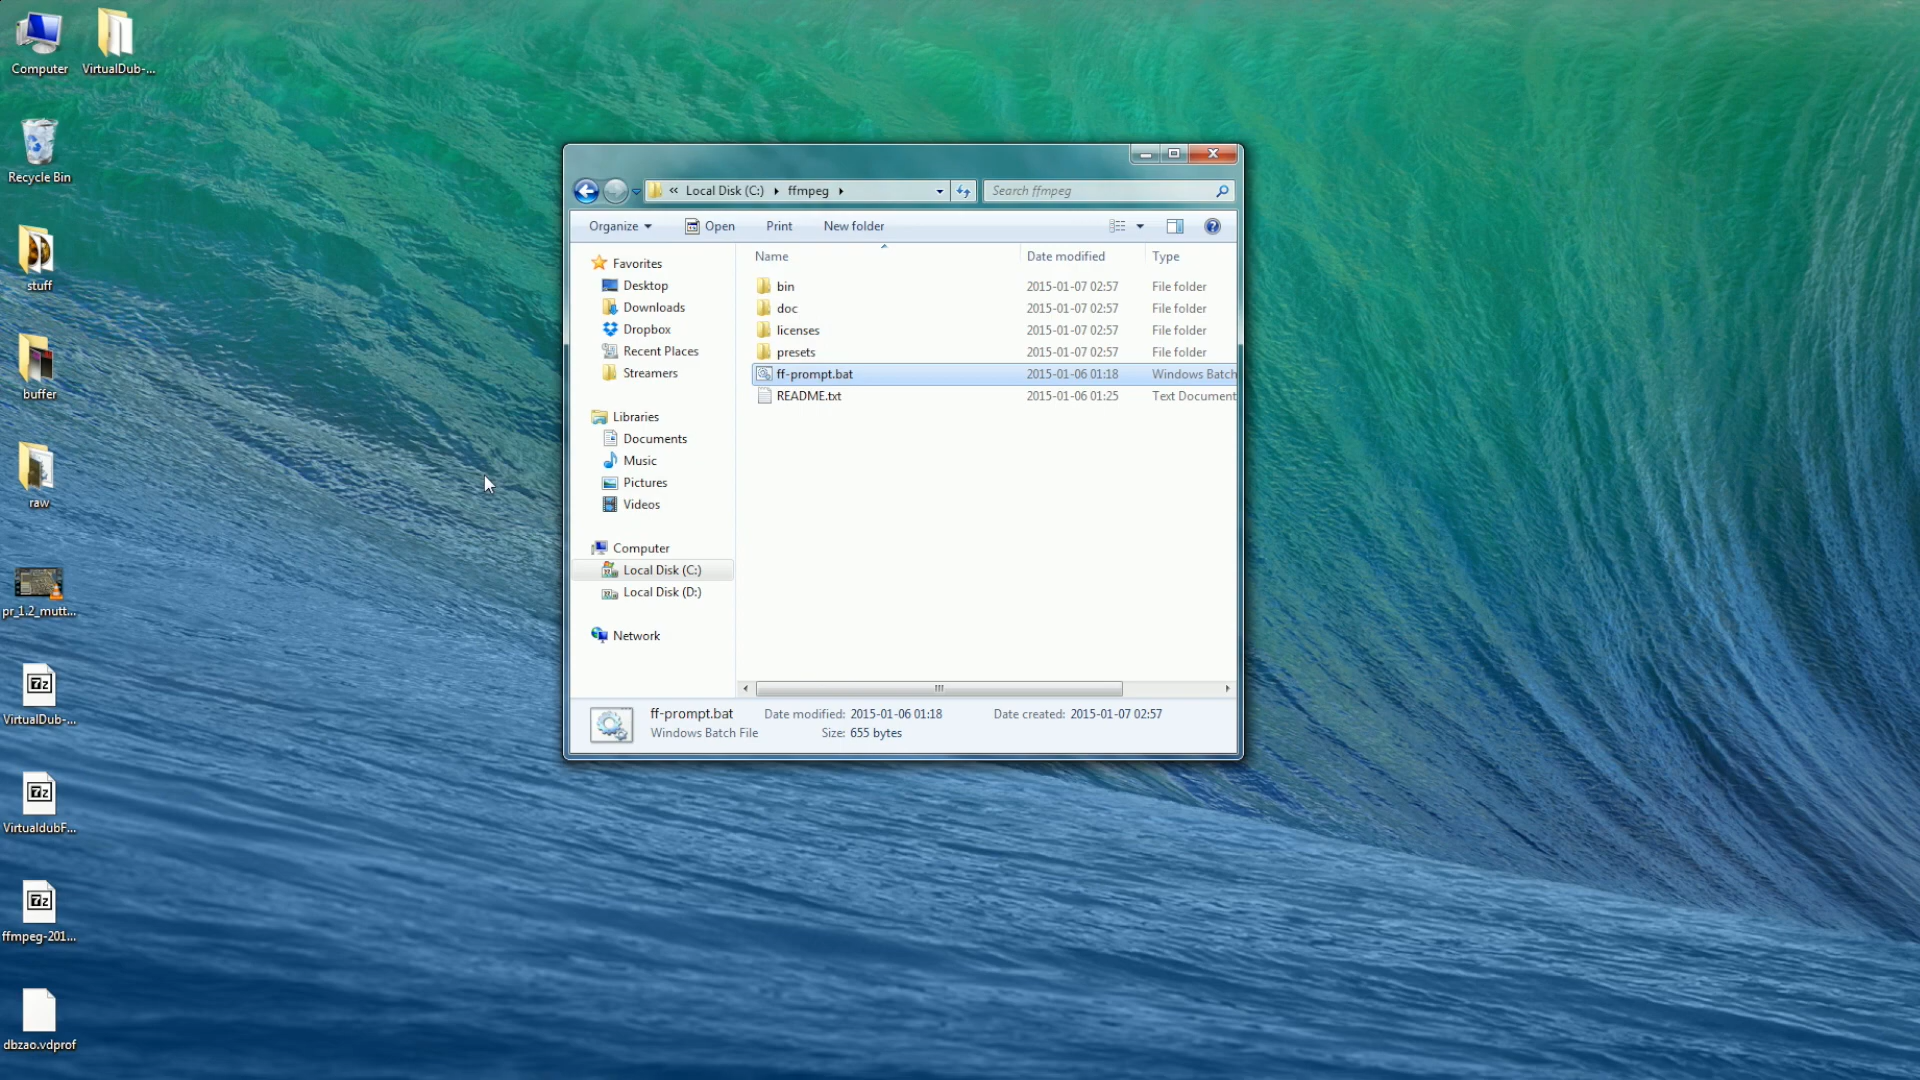 Computer
VirtualDub-...
Recycle Bin
stuff
buffer
raw
pr_1.2_mutt...
VirtualDub-...
VirtualdubF...
ffmpeg-201...
dbzao.vdprof
« Local Disk (C:) ▸ ffmpeg ▸
Search ffmpeg
Organize Open Print New folder
Favorites
Desktop
Downloads
Dropbox
Recent Places
Streamers
Libraries
Documents
Music
Pictures
Videos
Computer
Local Disk (C:)
Local Disk (D:)
Network
Name Date modified Type
bin 2015-01-07 02:57 File folder
doc 2015-01-07 02:57 File folder
licenses 2015-01-07 02:57 File folder
presets 2015-01-07 02:57 File folder
ff-prompt.bat 2015-01-06 01:18 Windows Batch
README.txt 2015-01-06 01:25 Text Document
ff-prompt.bat Date modified: 2015-01-06 01:18 Date created: 2015-01-07 02:57
Windows Batch File Size: 655 bytes